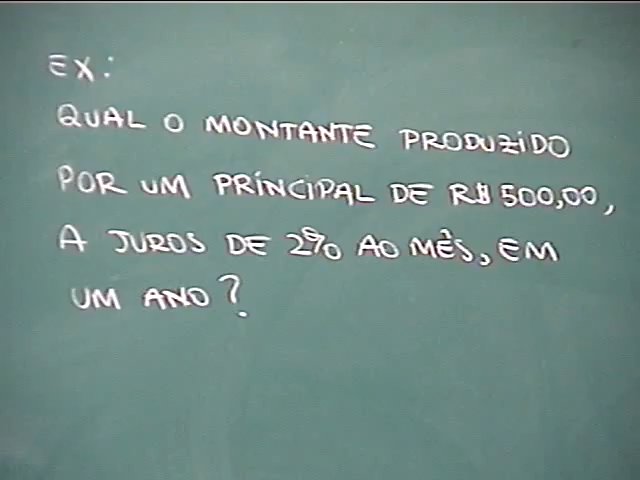 EX:
QUAL O MONTANTE PRODUZIDO
POR UM PRINCIPAL DE R$ 500,00,
A JUROS DE 2% AO MÊS, EM
UM ANO?